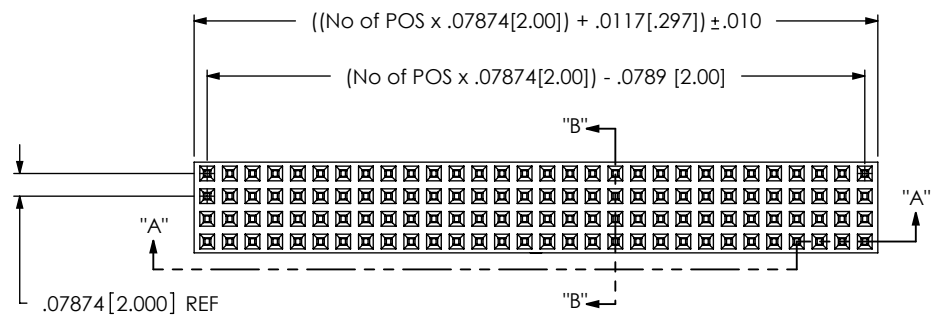 ((No of POS x .07874[2.00]) + .0117[.297]) ±.010
(No of POS x .07874[2.00]) - .0789 [2.00]
"B"
"A"
"A"
"B"
.07874[2.000] REF